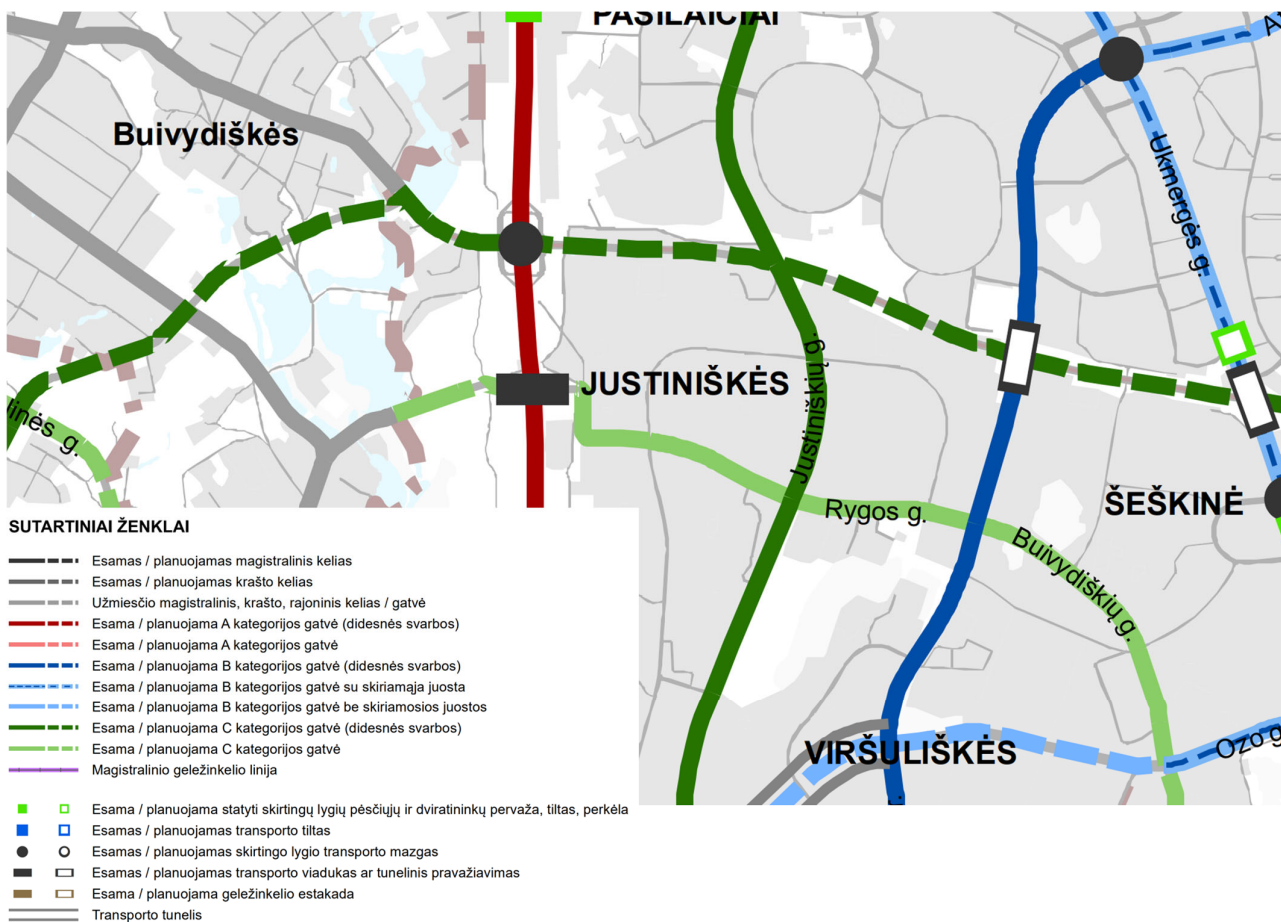 PAŠILAIČIAI
A
Buivydiškės
Ukmergės g.
JUSTINIŠKĖS
Justiniškių g.
linės g.
ŠEŠKINĖ
Rygos g.
Buivydiškių g.
VIRŠULIŠKĖS
Ozo g
SUTARTINIAI ŽENKLAI
Esamas / planuojamas magistralinis kelias
Esamas / planuojamas krašto kelias
Užmiesčio magistralinis, krašto, rajoninis kelias / gatvė
Esama / planuojama A kategorijos gatvė (didesnės svarbos)
Esama / planuojama A kategorijos gatvė
Esama / planuojama B kategorijos gatvė (didesnės svarbos)
Esama / planuojama B kategorijos gatvė su skiriamąja juosta
Esama / planuojama B kategorijos gatvė be skiriamosios juostos
Esama / planuojama C kategorijos gatvė (didesnės svarbos)
Esama / planuojama C kategorijos gatvė
Magistralinio geležinkelio linija
Esama / planuojama statyti skirtingų lygių pėsčiųjų ir dviratininkų pervaža, tiltas, perkėla
Esamas / planuojamas transporto tiltas
Esamas / planuojamas skirtingo lygio transporto mazgas
Esamas / planuojamas transporto viadukas ar tunelinis pravažiavimas
Esama / planuojama geležinkelio estakada
Transporto tunelis